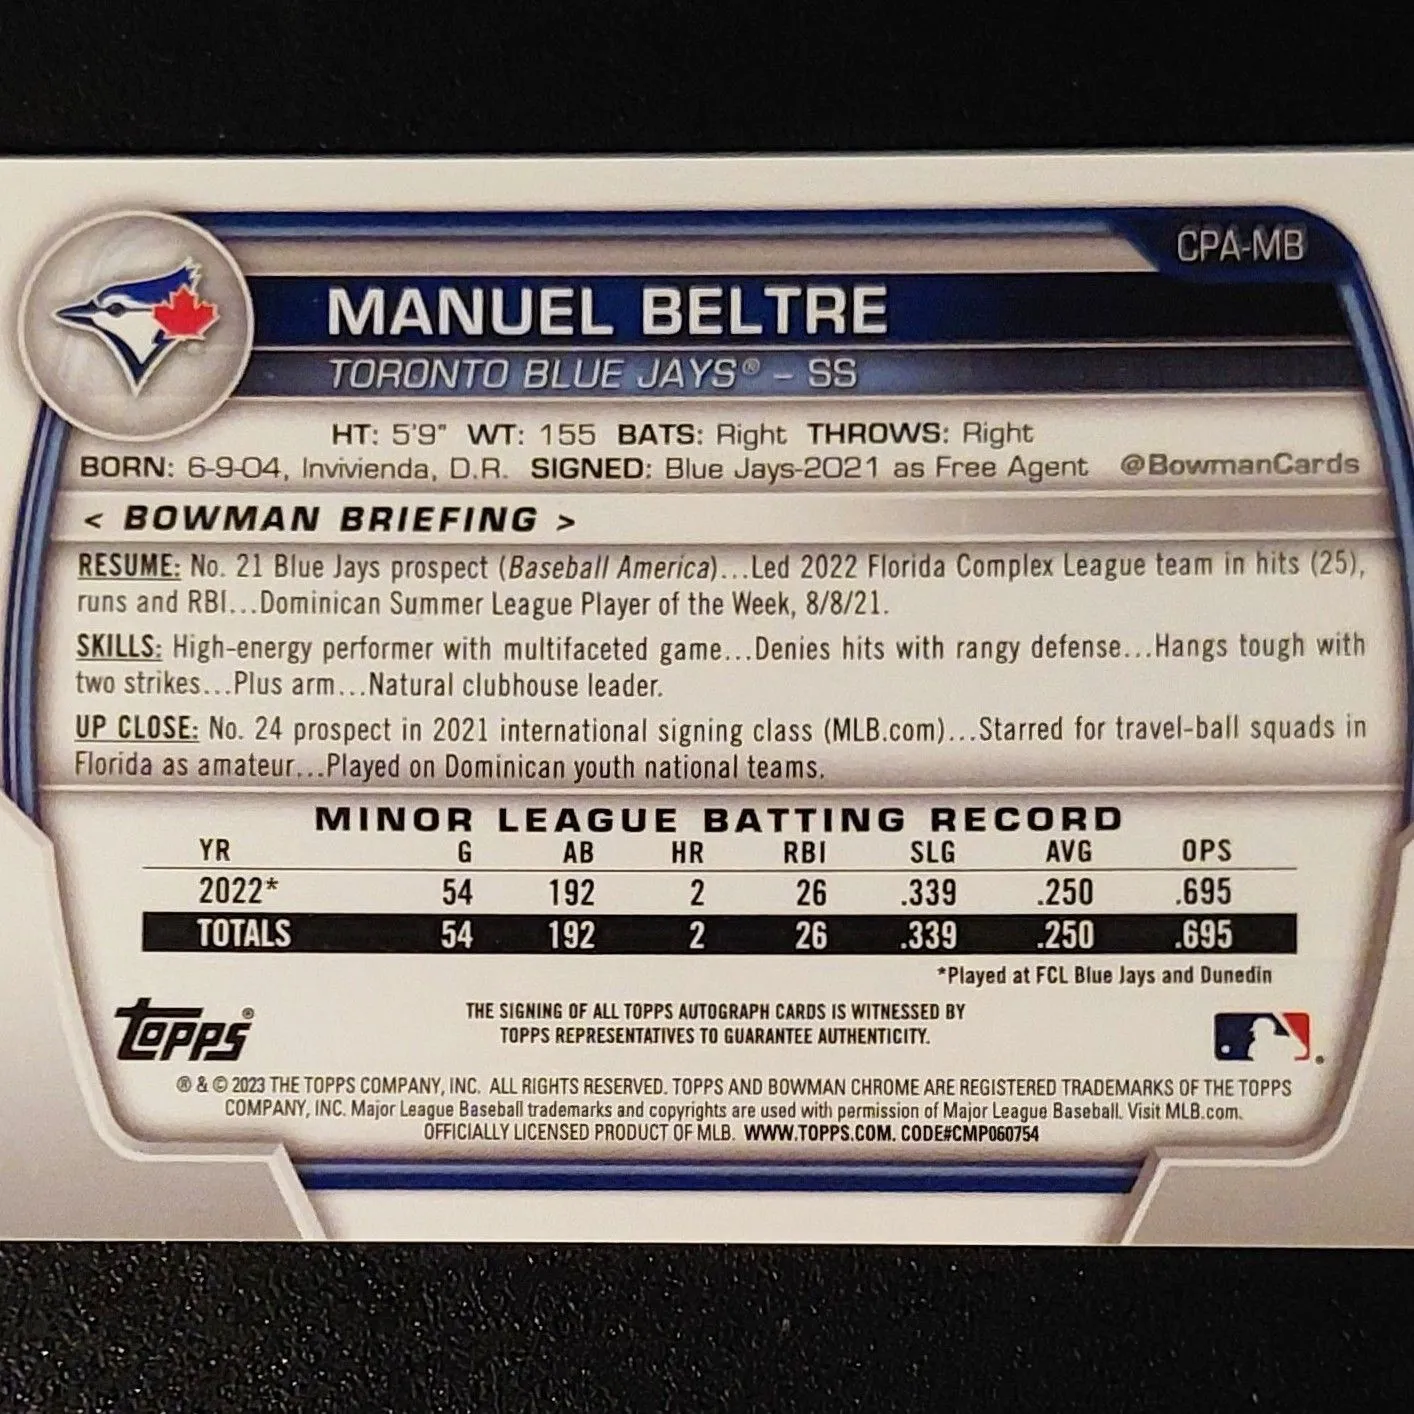 CPA-MB
MANUEL BELTRE
TORONTO BLUE JAYS® – SS
HT: 5'9" WT: 155 BATS: Right THROWS: Right
BORN: 6-9-04, Invivienda, D.R. SIGNED: Blue Jays-2021 as Free Agent @BowmanCards
< BOWMAN BRIEFING >
RESUME: No. 21 Blue Jays prospect (Baseball America)...Led 2022 Florida Complex League team in hits (25),
runs and RBI...Dominican Summer League Player of the Week, 8/8/21.
SKILLS: High-energy performer with multifaceted game...Denies hits with rangy defense...Hangs tough with
two strikes...Plus arm...Natural clubhouse leader.
UP CLOSE: No. 24 prospect in 2021 international signing class (MLB.com)...Starred for travel-ball squads in
Florida as amateur...Played on Dominican youth national teams.
MINOR LEAGUE BATTING RECORD
YR G AB HR RBI SLG AVG OPS
2022* 54 192 2 26 .339 .250 .695
TOTALS 54 192 2 26 .339 .250 .695
*Played at FCL Blue Jays and Dunedin
topps®
THE SIGNING OF ALL TOPPS AUTOGRAPH CARDS IS WITNESSED BY
TOPPS REPRESENTATIVES TO GUARANTEE AUTHENTICITY.
® & © 2023 THE TOPPS COMPANY, INC. ALL RIGHTS RESERVED. TOPPS AND BOWMAN CHROME ARE REGISTERED TRADEMARKS OF THE TOPPS
COMPANY, INC. Major League Baseball trademarks and copyrights are used with permission of Major League Baseball. Visit MLB.com.
OFFICIALLY LICENSED PRODUCT OF MLB. WWW.TOPPS.COM. CODE#CMP060754